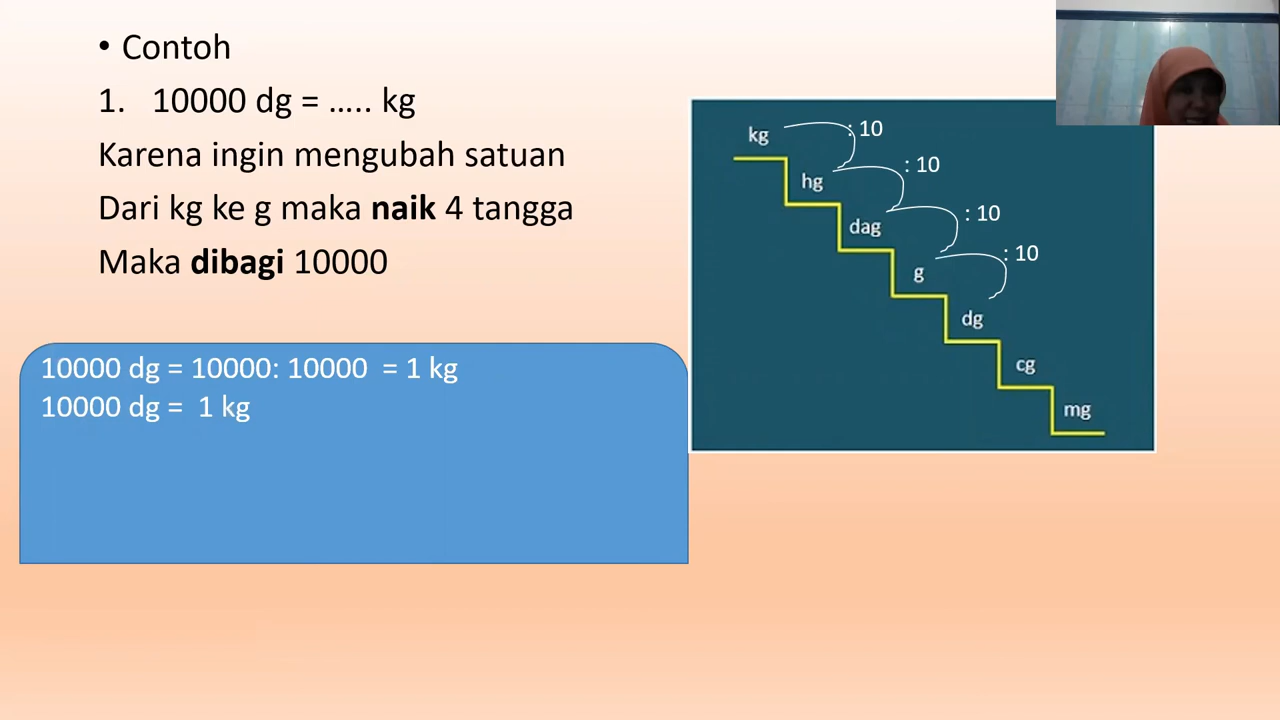 • Contoh
1. 10000 dg = ..... kg
Karena ingin mengubah satuan
Dari kg ke g maka naik 4 tangga
Maka dibagi 10000
10000 dg = 10000: 10000 = 1 kg
10000 dg = 1 kg
kg : 10
hg : 10
dag : 10
g : 10
dg
cg
mg